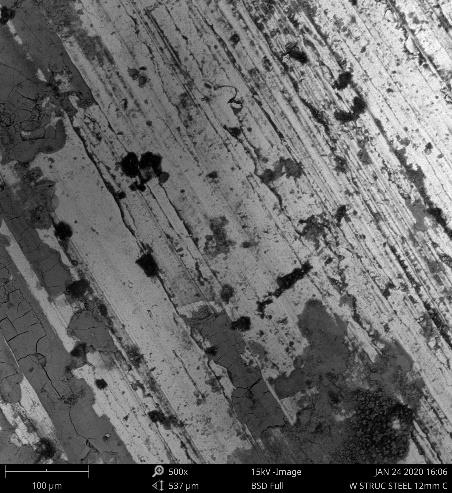 500x 15kV -Image JAN 24 2020 16:06
100 µm 537 µm BSD Full W STRUC STEEL 12mm C